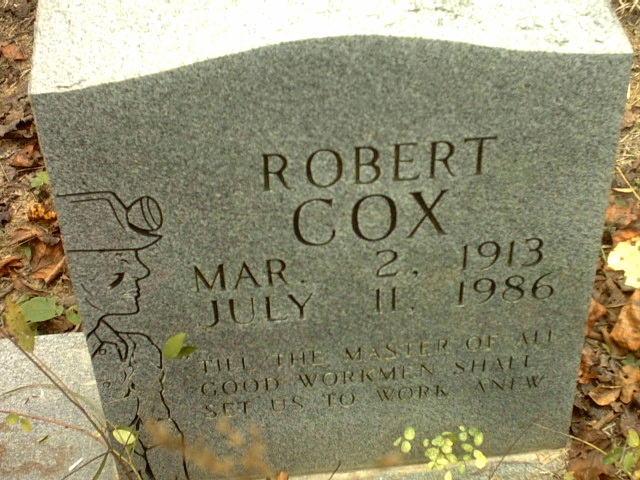 ROBERT
COX
MAR. 2, 1913
JULY 11, 1986
TILL THE MASTER OF ALL
GOOD WORKMEN SHALL
SET US TO WORK ANEW